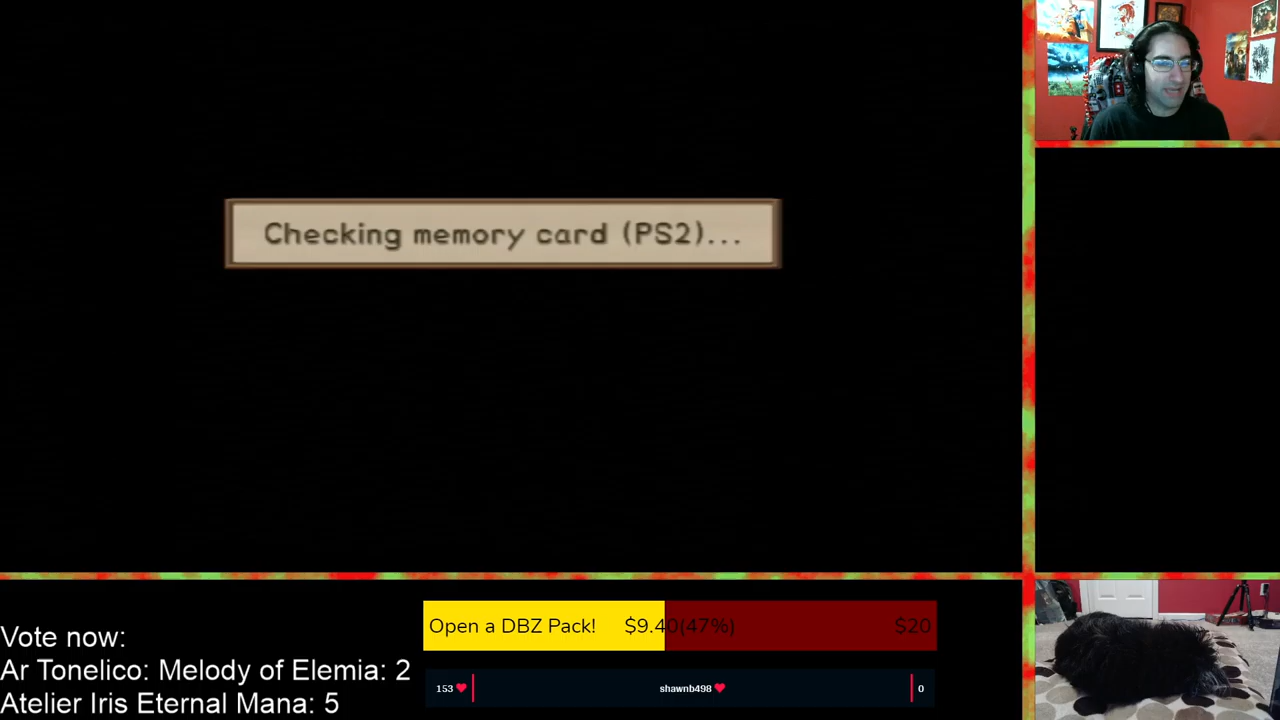 Checking memory card (PS2)...
Vote now:
Ar Tonelico: Melody of Elemia: 2
Atelier Iris Eternal Mana: 5
Open a DBZ Pack! $9.40(47%) $20
153 shawnb498 0